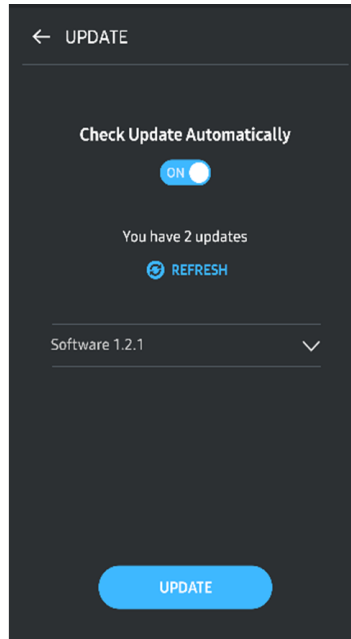 UPDATE
Check Update Automatically
ON
You have 2 updates
REFRESH
Software 1.2.1
UPDATE